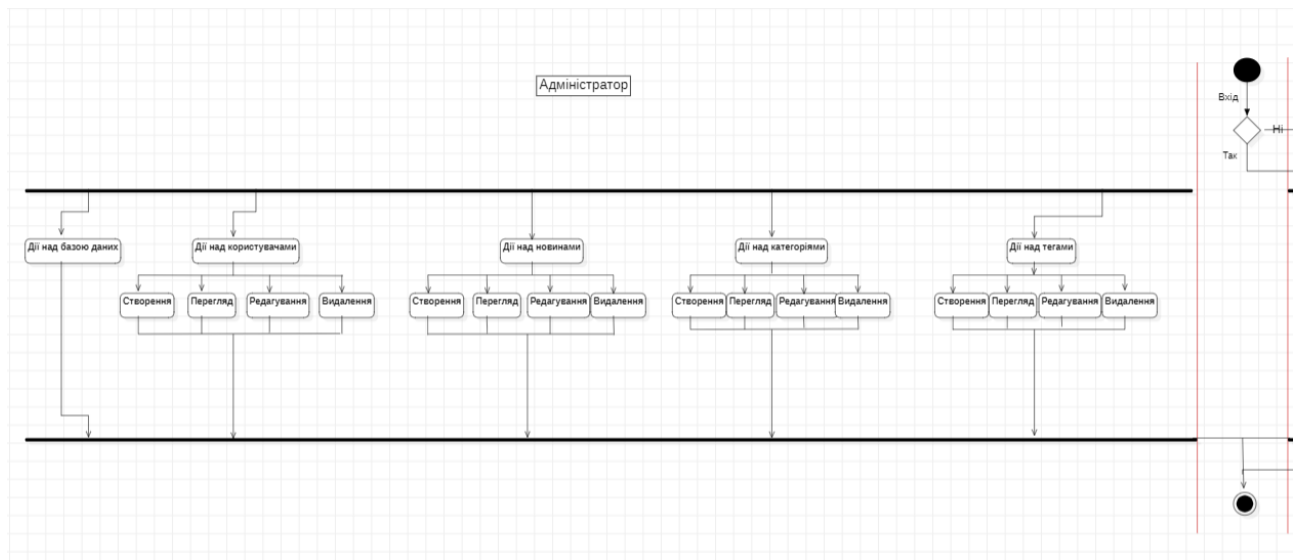 Адміністратор
Вхід
Ні
Так
Дії над базою даних
Дії над користувачами
Дії над новинами
Дії над категоріями
Дії над тегами
Створення
Перегляд
Редагування
Видалення
Створення
Перегляд
Редагування
Видалення
Створення
Перегляд
Редагування
Видалення
Створення
Перегляд
Редагування
Видалення